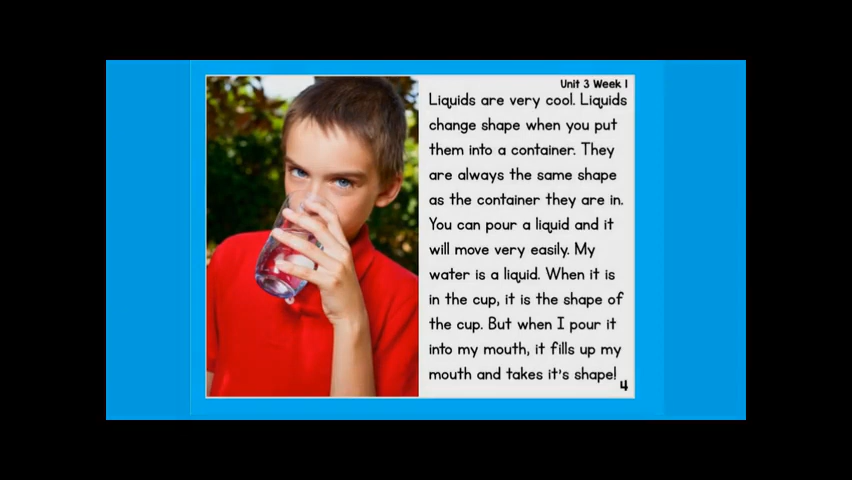 Unit 3 Week 1
Liquids are very cool. Liquids
change shape when you put
them into a container. They
are always the same shape
as the container they are in.
You can pour a liquid and it
will move very easily. My
water is a liquid. When it is
in the cup, it is the shape of
the cup. But when I pour it
into my mouth, it fills up my
mouth and takes it's shape!
4